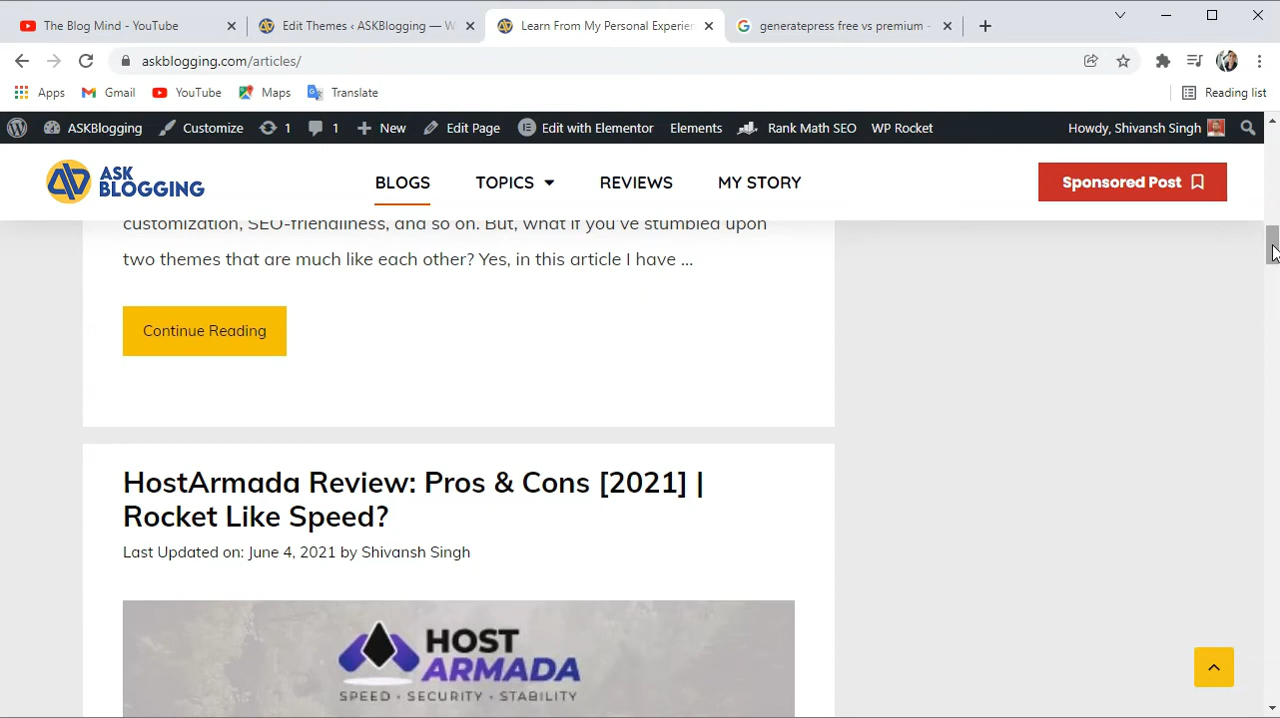 The Blog Mind - YouTube
Edit Themes ‹ ASKBlogging — W
Learn From My Personal Experien
generatepress free vs premium -
askblogging.com/articles/
Apps
Gmail
YouTube
Maps
Translate
Reading list
ASKBlogging
Customize
1
1
New
Edit Page
Edit with Elementor
Elements
Rank Math SEO
WP Rocket
Howdy, Shivansh Singh
ASK
BLOGGING
BLOGS
TOPICS
REVIEWS
MY STORY
Sponsored Post
customization, SEO-friendliness, and so on. But, what if you've stumbled upon
two themes that are much like each other? Yes, in this article I have ...
Continue Reading
HostArmada Review: Pros & Cons [2021] |
Rocket Like Speed?
Last Updated on: June 4, 2021 by Shivansh Singh
HOST
ARMADA
SPEED · SECURITY · STABILITY